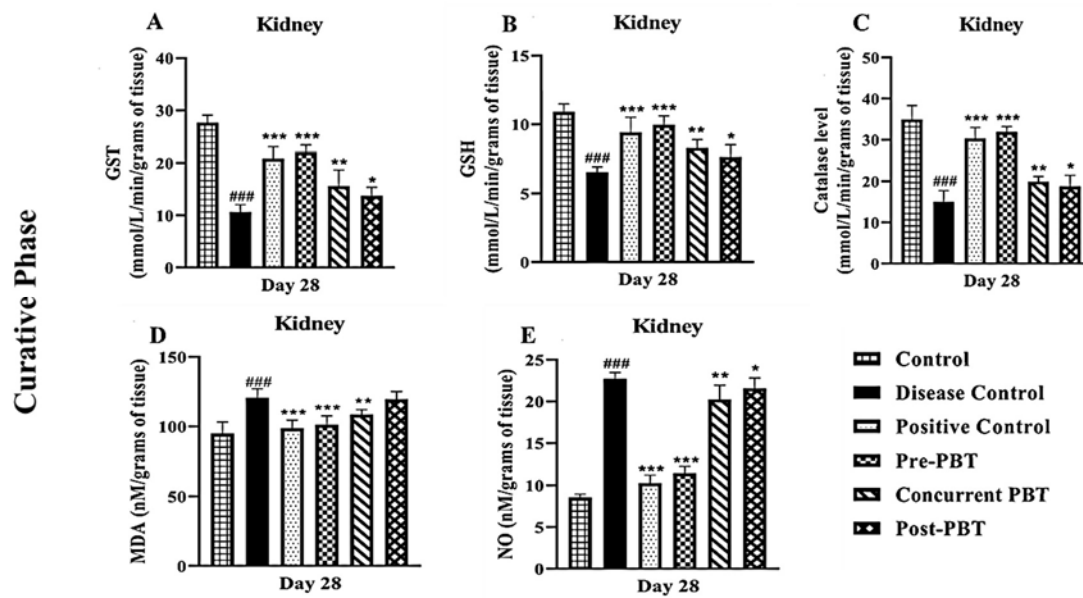 Curative Phase
A
Kidney
GST
(mmol/L/min/grams of tissue)
40
30
20
10
0
###
***
***
**
*
Day 28
B
Kidney
GSH
(mmol/L/min/grams of tissue)
15
10
5
0
###
***
***
**
*
Day 28
C
Kidney
Catalase level
(mmol/L/min/grams of tissue)
50
40
30
20
10
0
###
***
***
**
*
Day 28
D
Kidney
MDA (nM/grams of tissue)
150
100
50
0
###
***
***
**
Day 28
E
Kidney
NO (nM/grams of tissue)
25
20
15
10
5
0
###
***
***
**
*
Day 28
Control
Disease Control
Positive Control
Pre-PBT
Concurrent PBT
Post-PBT